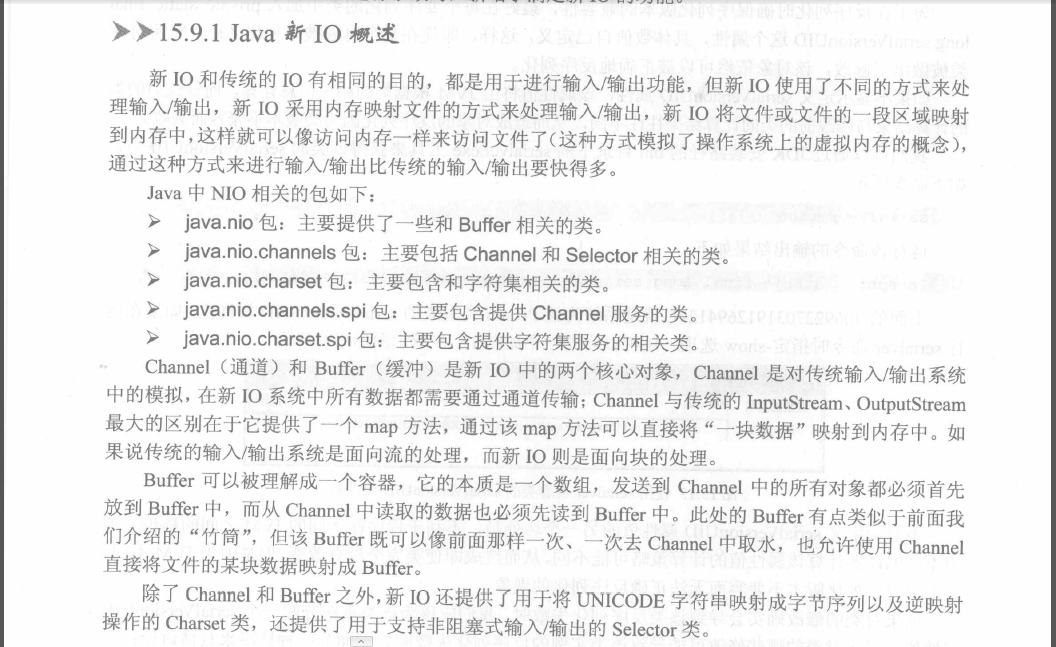 15.9.1 Java 新 IO 概述
新 IO 和传统的 IO 有相同的目的，都是用于进行输入/输出功能，但新 IO 使用了不同的方式来处
理输入/输出，新 IO 采用内存映射文件的方式来处理输入/输出，新 IO 将文件或文件的一段区域映射
到内存中，这样就可以像访问内存一样来访问文件了（这种方式模拟了操作系统上的虚拟内存的概念），
通过这种方式来进行输入/输出比传统的输入/输出要快得多。
Java 中 NIO 相关的包如下：
java.nio 包：主要提供了一些和 Buffer 相关的类。
java.nio.channels 包：主要包括 Channel 和 Selector 相关的类。
java.nio.charset 包：主要包含和字符集相关的类。
java.nio.channels.spi 包：主要包含提供 Channel 服务的类。
java.nio.charset.spi 包：主要包含提供字符集服务的相关类。
Channel（通道）和 Buffer（缓冲）是新 IO 中的两个核心对象，Channel 是对传统输入/输出系统
中的模拟，在新 IO 系统中所有数据都需要通过通道传输；Channel 与传统的 InputStream、OutputStream
最大的区别在于它提供了一个 map 方法，通过该 map 方法可以直接将“一块数据”映射到内存中。如
果说传统的输入/输出系统是面向流的处理，而新 IO 则是面向块的处理。
Buffer 可以被理解成一个容器，它的本质是一个数组，发送到 Channel 中的所有对象都必须首先
放到 Buffer 中，而从 Channel 中读取的数据也必须先读到 Buffer 中。此处的 Buffer 有点类似于前面我
们介绍的“竹筒”，但该 Buffer 既可以像前面那样一次、一次去 Channel 中取水，也允许使用 Channel
直接将文件的某块数据映射成 Buffer。
除了 Channel 和 Buffer 之外，新 IO 还提供了用于将 UNICODE 字符串映射成字节序列以及逆映射
操作的 Charset 类，还提供了用于支持非阻塞式输入/输出的 Selector 类。